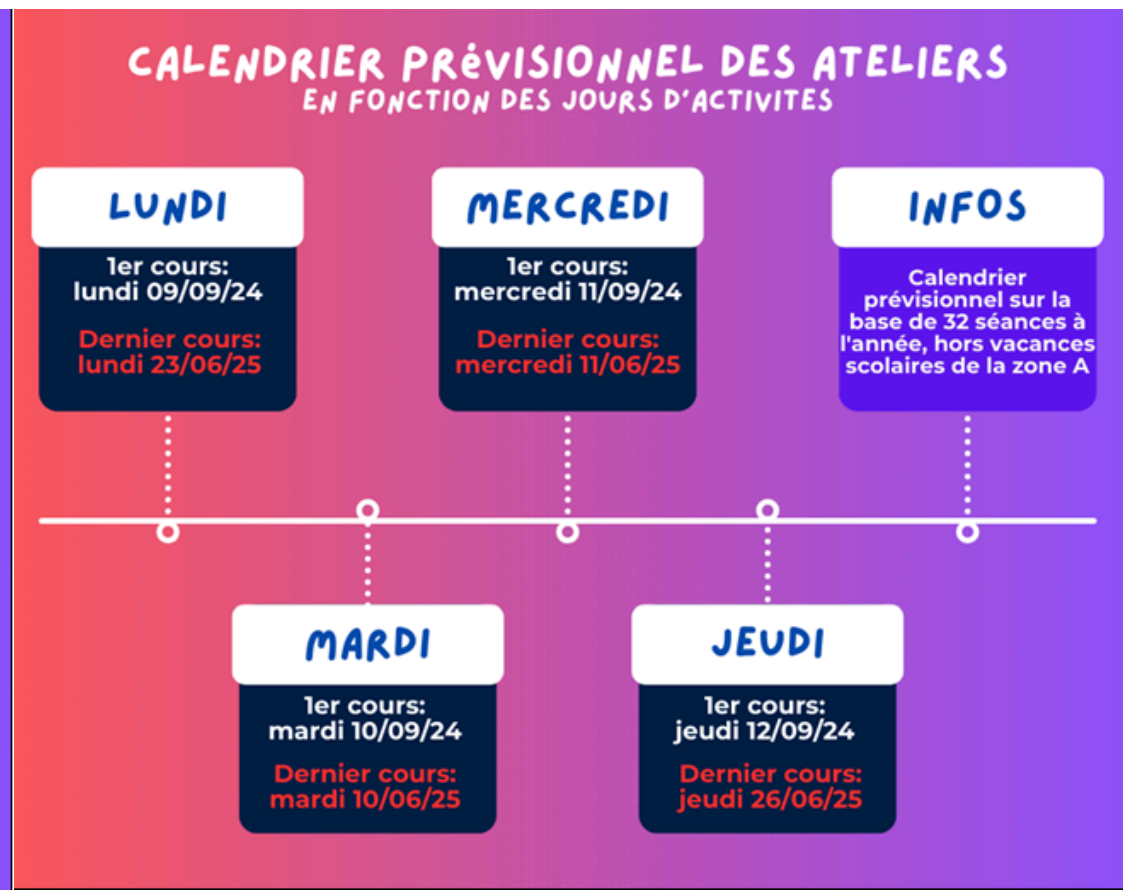 CALENDRIER PRéVISIONNEL DES ATELIERS
EN FONCTION DES JOURS D'ACTIVITES
LUNDI
1er cours:
lundi 09/09/24
Dernier cours:
lundi 23/06/25
MERCREDI
1er cours:
mercredi 11/09/24
Dernier cours:
mercredi 11/06/25
INFOS
Calendrier
prévisionnel sur la
base de 32 séances à
l'année, hors vacances
scolaires de la zone A
MARDI
1er cours:
mardi 10/09/24
Dernier cours:
mardi 10/06/25
JEUDI
1er cours:
jeudi 12/09/24
Dernier cours:
jeudi 26/06/25